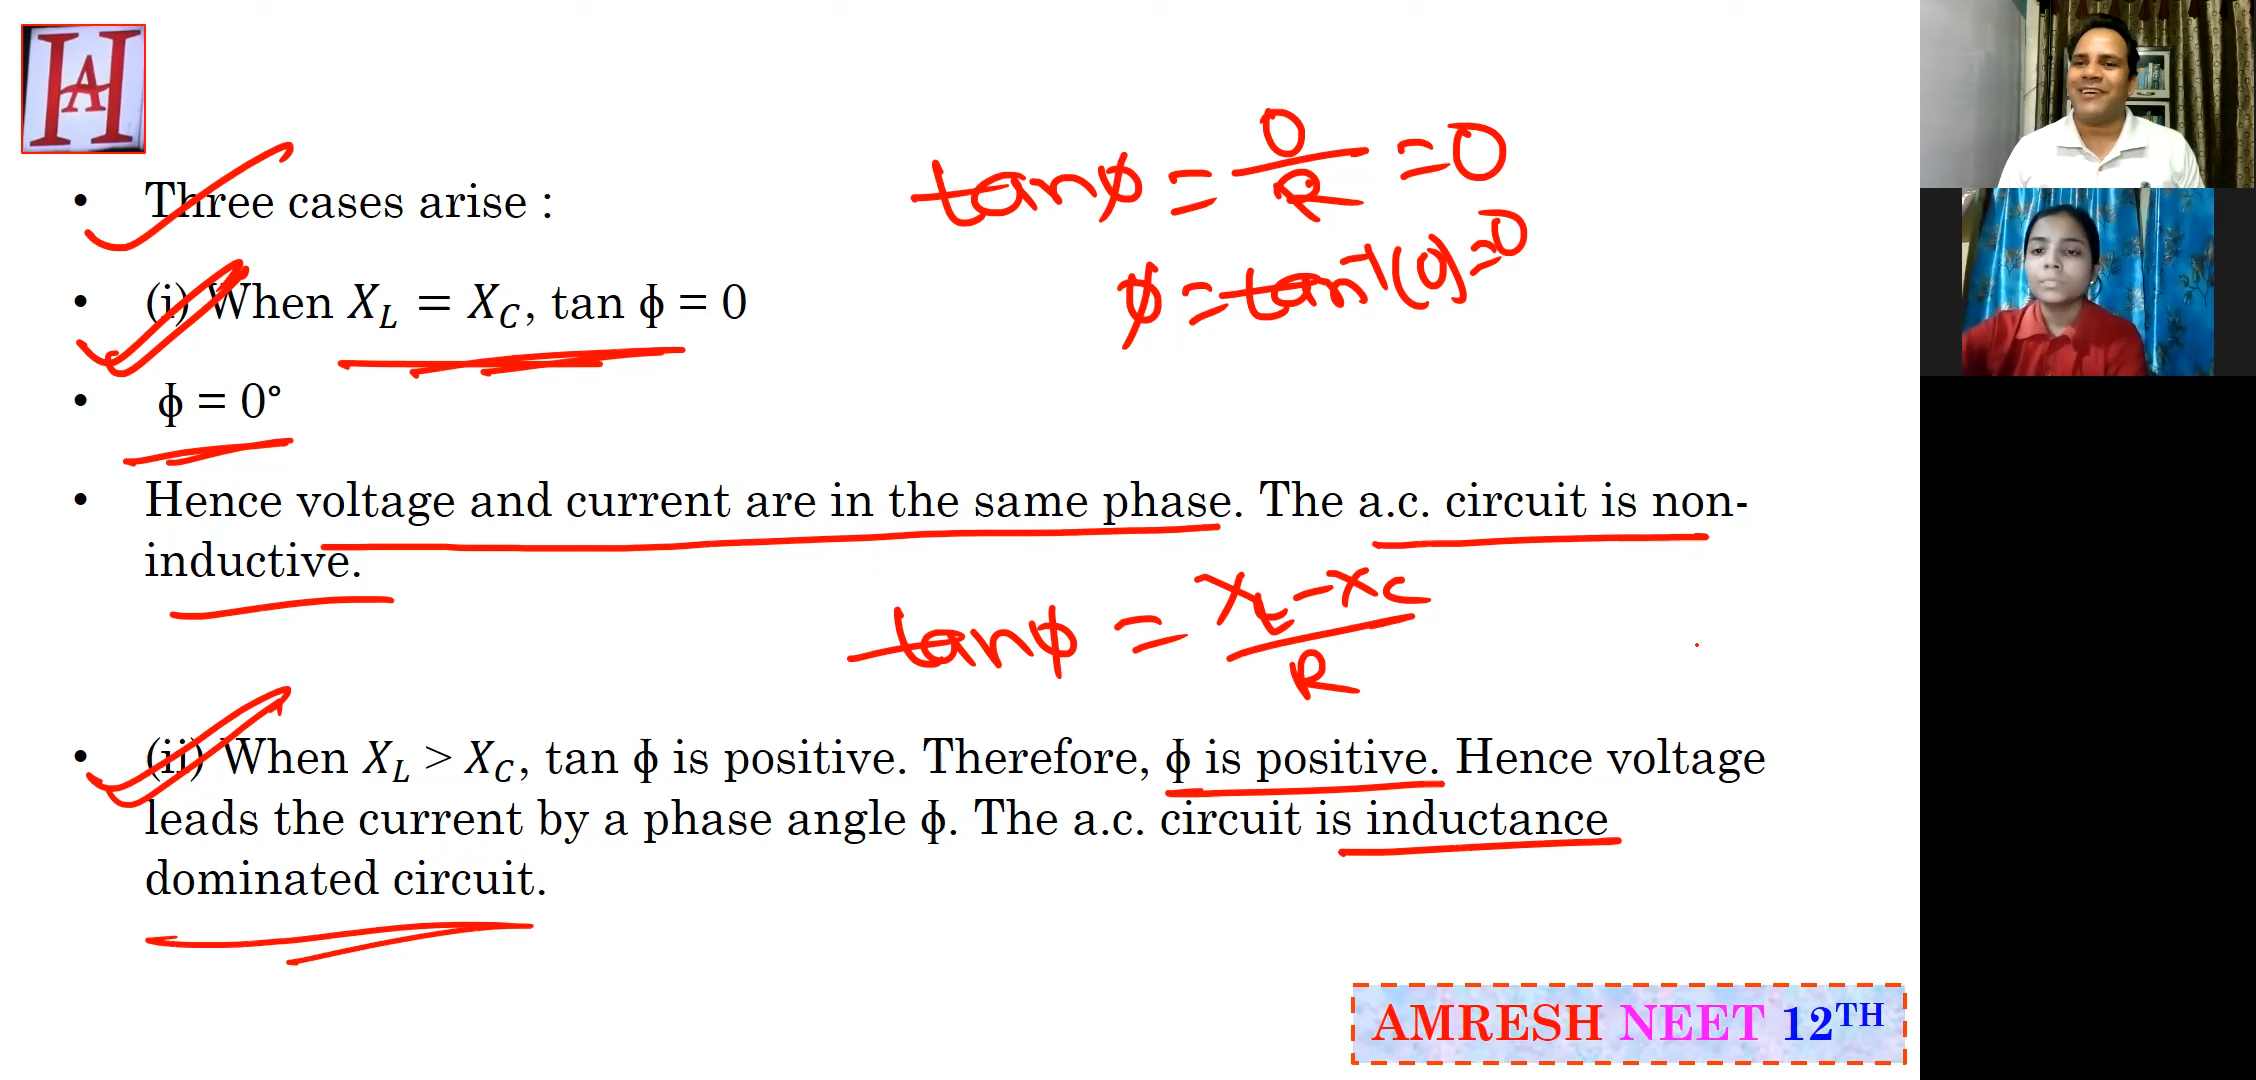 HA
tanϕ = 0/R = 0
• Three cases arise :
ϕ = tan⁻¹(0) = 0
• (i) When X_L = X_C, tan ϕ = 0
• ϕ = 0°
• Hence voltage and current are in the same phase. The a.c. circuit is non-
inductive.
tanϕ = X_L - X_C / R
• (ii) When X_L > X_C, tan ϕ is positive. Therefore, ϕ is positive. Hence voltage
leads the current by a phase angle ϕ. The a.c. circuit is inductance
dominated circuit.
AMRESH NEET 12TH